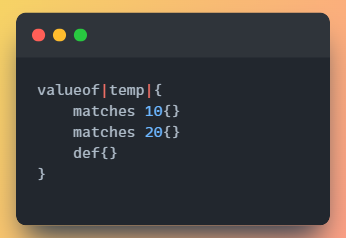 valueof|temp|{
    matches 10{}
    matches 20{}
    def{}
}